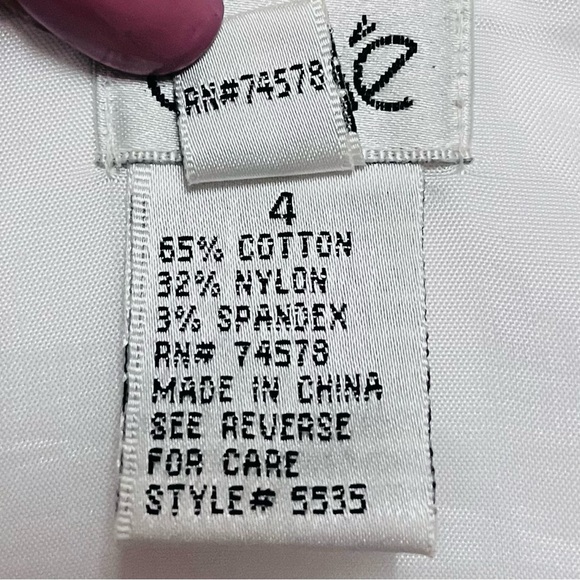 RN#74578
4
65% COTTON
32% NYLON
3% SPANDEX
RN# 74578
MADE IN CHINA
SEE REVERSE
FOR CARE
STYLE# 5535